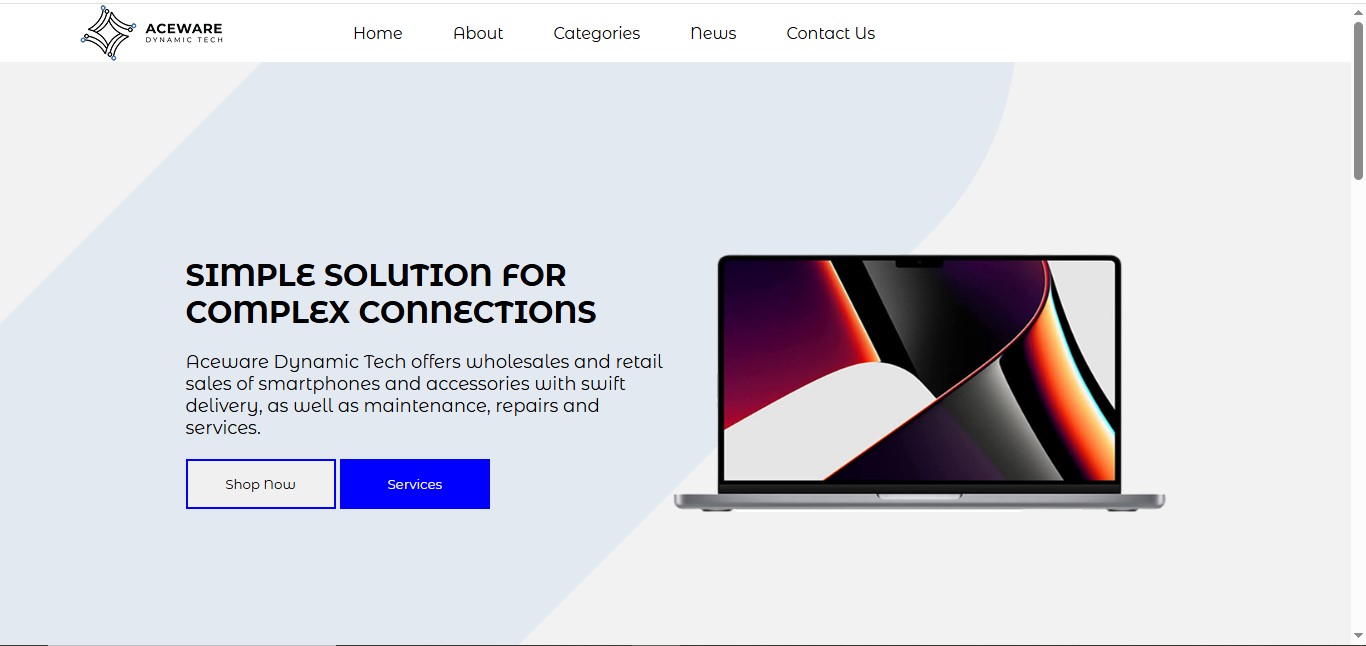 ACEWARE
DYNAMIC TECH
Home About Categories News Contact Us
SIMPLE SOLUTION FOR
COMPLEX CONNECTIONS
Aceware Dynamic Tech offers wholesales and retail
sales of smartphones and accessories with swift
delivery, as well as maintenance, repairs and
services.
Shop Now Services